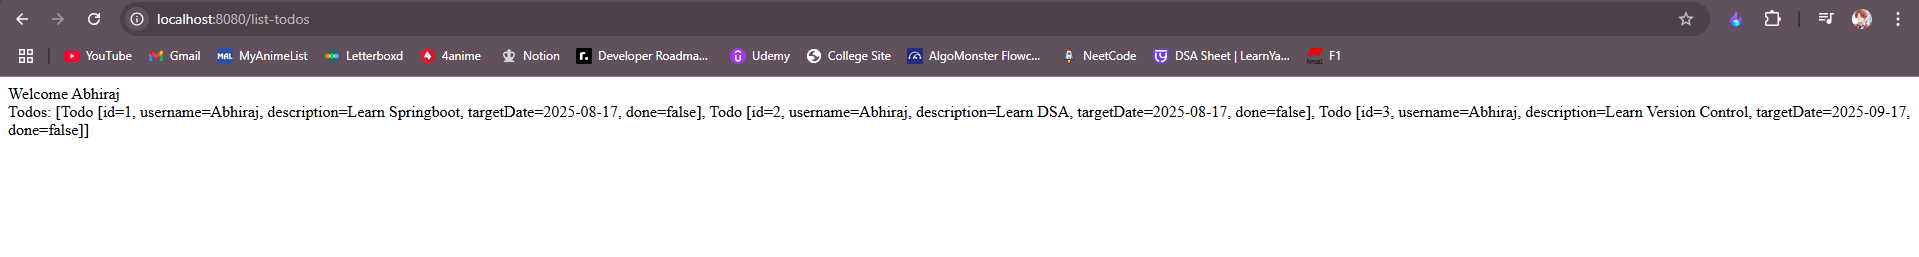 localhost:8080/list-todos
YouTube Gmail MAL MyAnimeList Letterboxd 4 4anime Notion r. Developer Roadma... Udemy College Site AlgoMonster Flowc... NeetCode DSA Sheet | LearnYa... F1
Welcome Abhiraj
Todos: [Todo [id=1, username=Abhiraj, description=Learn Springboot, targetDate=2025-08-17, done=false], Todo [id=2, username=Abhiraj, description=Learn DSA, targetDate=2025-08-17, done=false], Todo [id=3, username=Abhiraj, description=Learn Version Control, targetDate=2025-09-17,
done=false]]